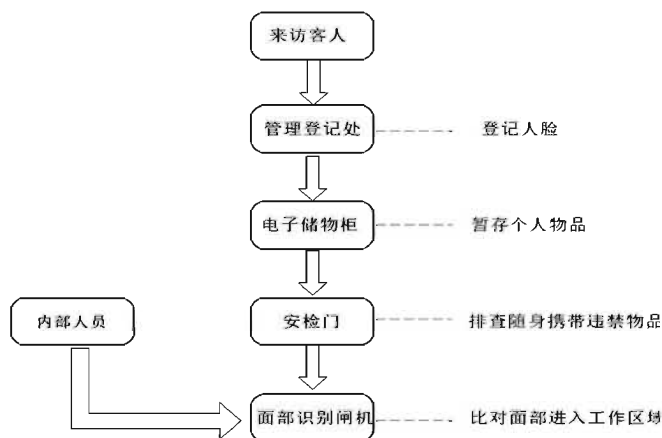 来访客人
管理登记处
登记人脸
电子储物柜
暂存个人物品
内部人员
安检门
排查随身携带违禁物品
面部识别闸机
比对面部进入工作区域